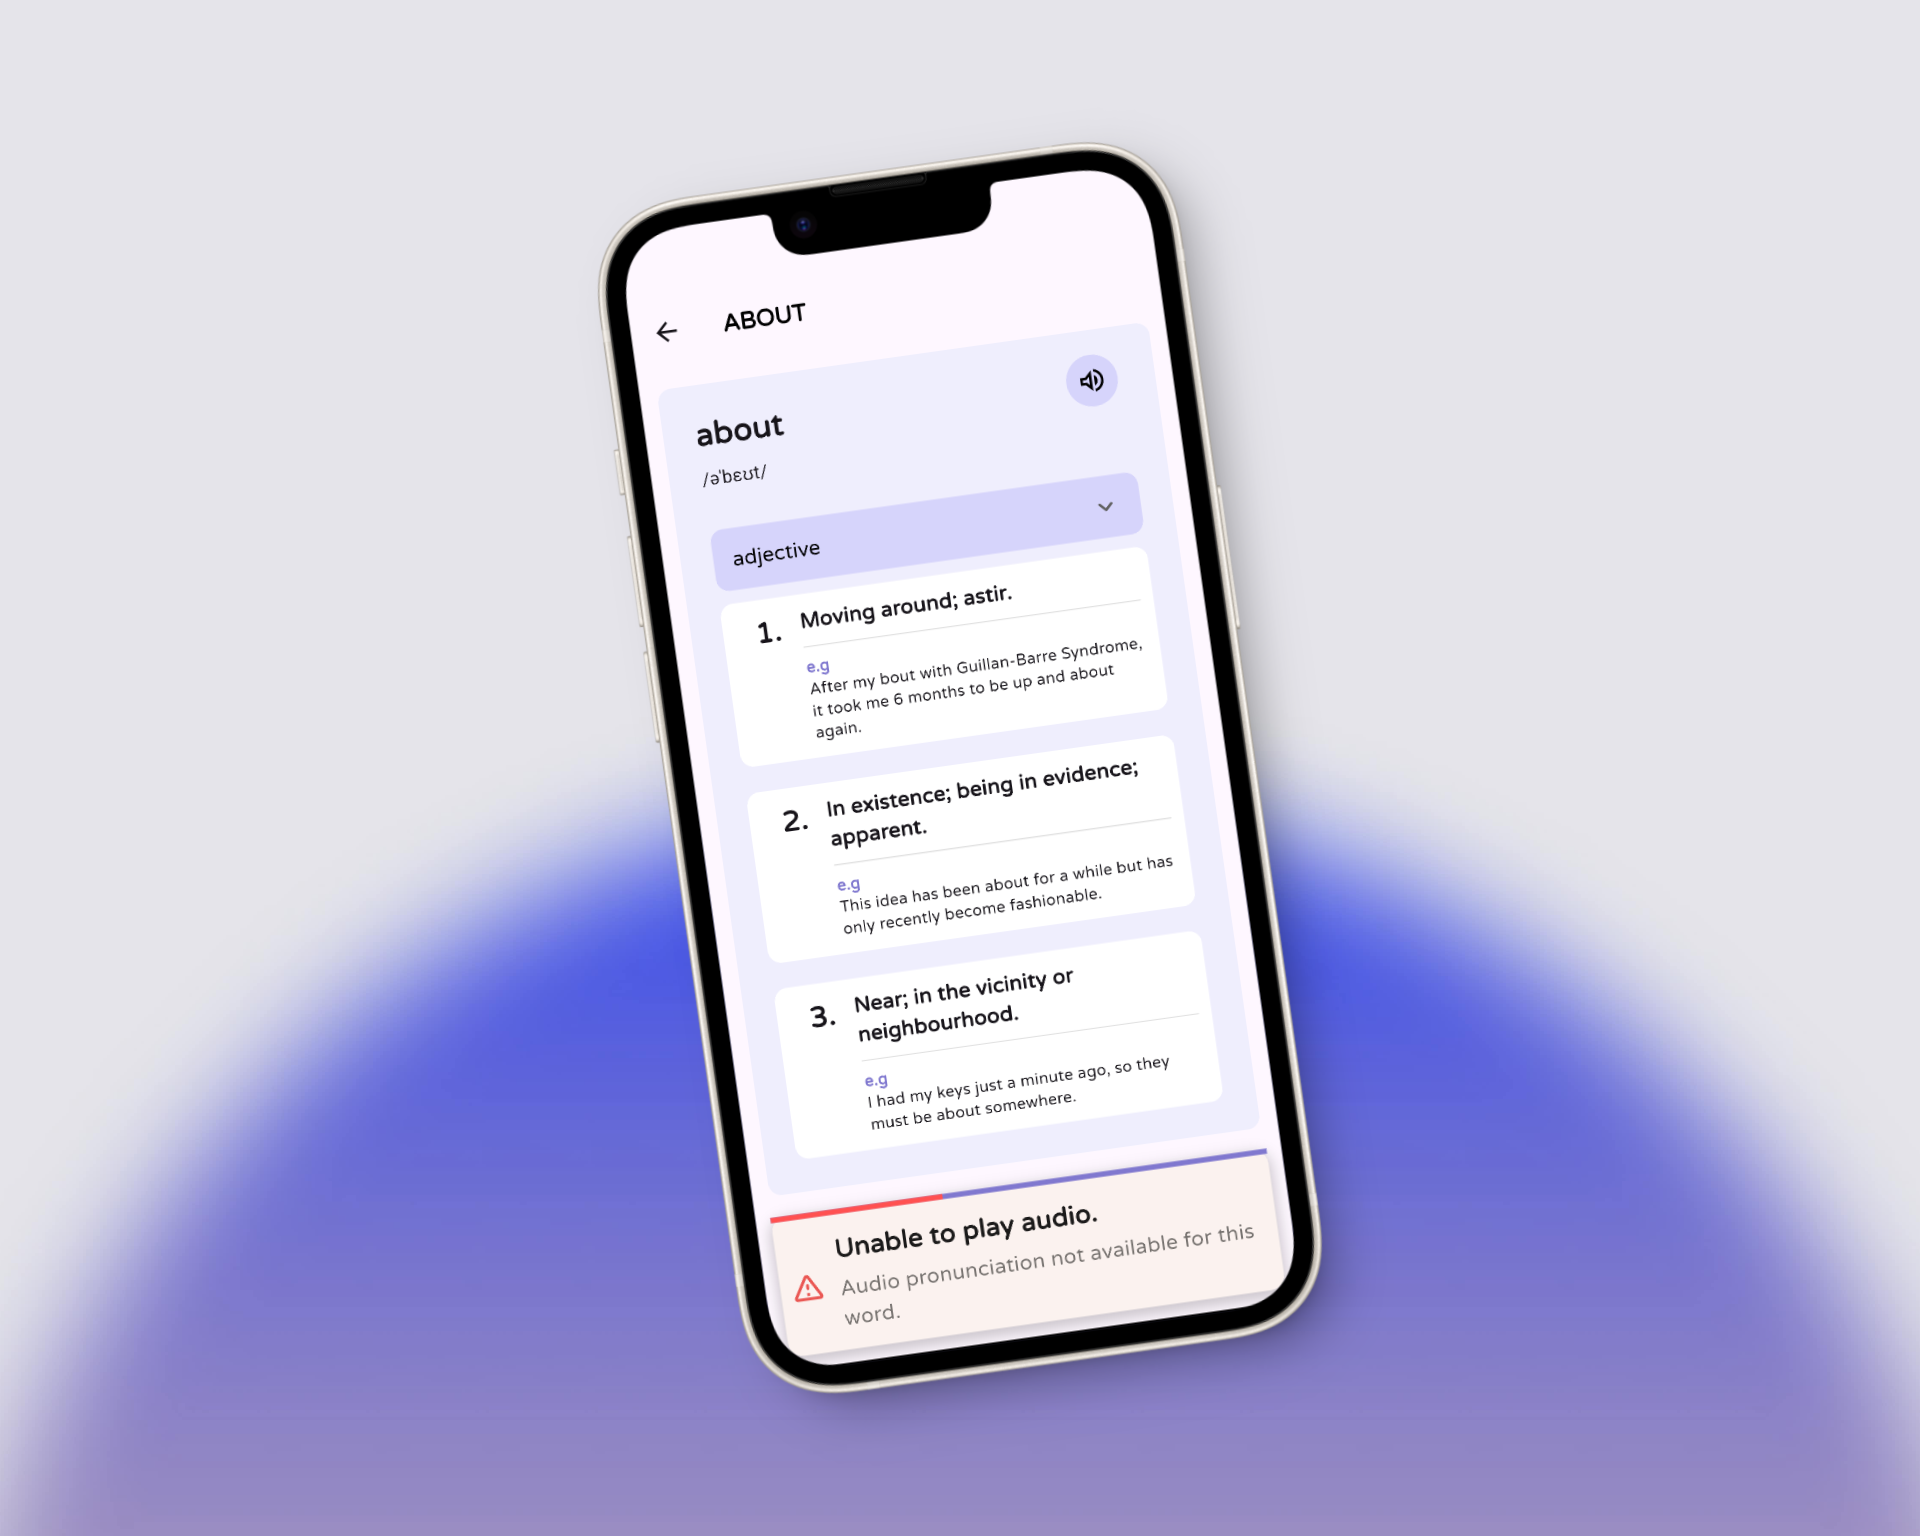 ABOUT
about
/əˈbɛʊt/
adjective
1. Moving around; astir.
e.g
After my bout with Guillan-Barre Syndrome,
it took me 6 months to be up and about
again.
2. In existence; being in evidence;
apparent.
e.g
This idea has been about for a while but has
only recently become fashionable.
3. Near; in the vicinity or
neighbourhood.
e.g
I had my keys just a minute ago, so they
must be about somewhere.
Unable to play audio.
Audio pronunciation not available for this
word.